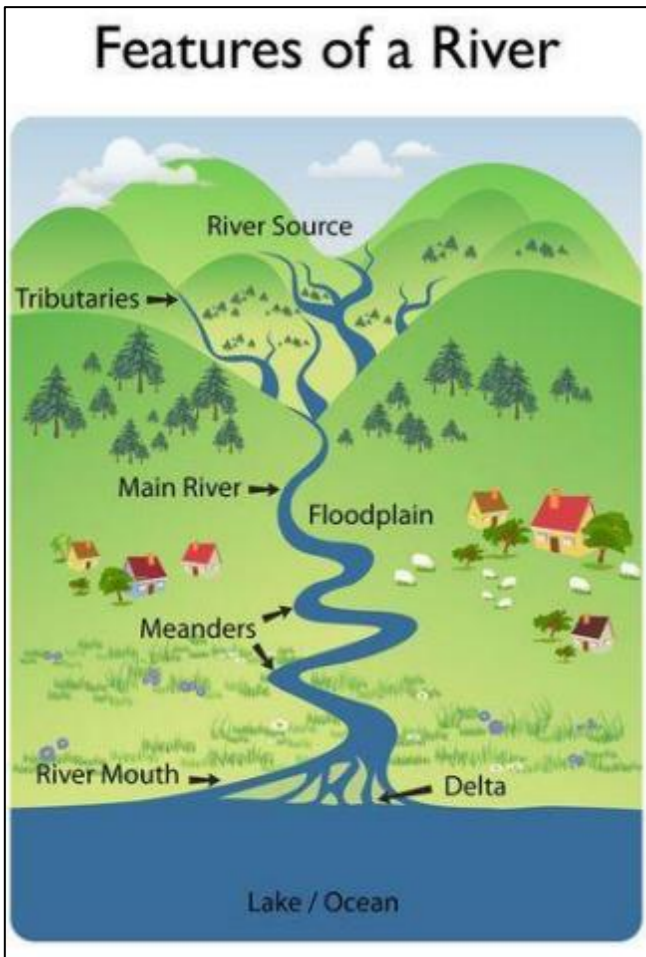 Features of a River
River Source
Tributaries
Main River
Floodplain
Meanders
River Mouth
Delta
Lake / Ocean